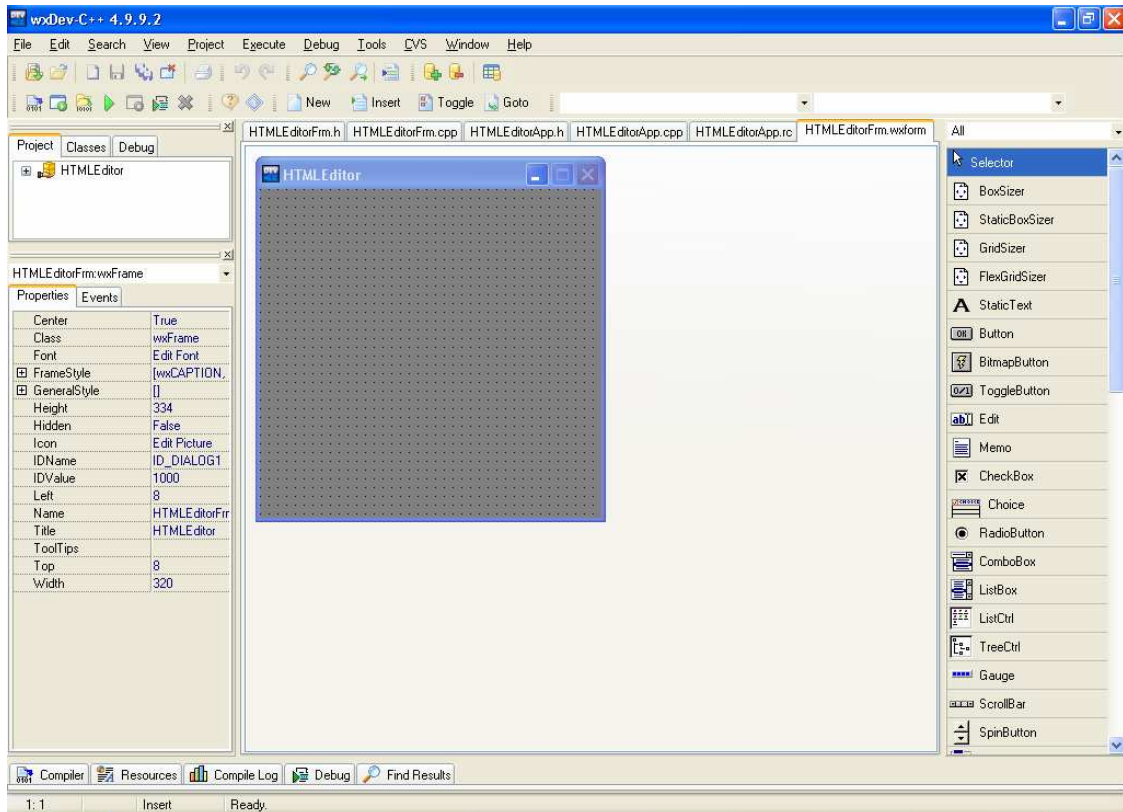 wxDev-C++ 4.9.9.2
File Edit Search View Project Execute Debug Tools CVS Window Help
New Insert Toggle Goto
Project Classes Debug
HTMLEditor
HTMLEditorFrm:wxFrame
Properties Events
Center True
Class wxFrame
Font Edit Font
FrameStyle [wxCAPTION,
GeneralStyle []
Height 334
Hidden False
Icon Edit Picture
IDName ID_DIALOG1
IDValue 1000
Left 8
Name HTMLEditorFrr
Title HTMLEditor
ToolTips
Top 8
Width 320
HTMLEditorFrm.h HTMLEditorFrm.cpp HTMLEditorApp.h HTMLEditorApp.cpp HTMLEditorApp.rc HTMLEditorFrm.wxform
HTMLEditor
All
Selector
BoxSizer
StaticBoxSizer
GridSizer
FlexGridSizer
A StaticText
OK Button
BitmapButton
0/1 ToggleButton
ab Edit
Memo
CheckBox
Choice
RadioButton
ComboBox
ListBox
ListCtrl
TreeCtrl
Gauge
ScrollBar
SpinButton
Compiler Resources Compile Log Debug Find Results
1: 1 Insert Ready.